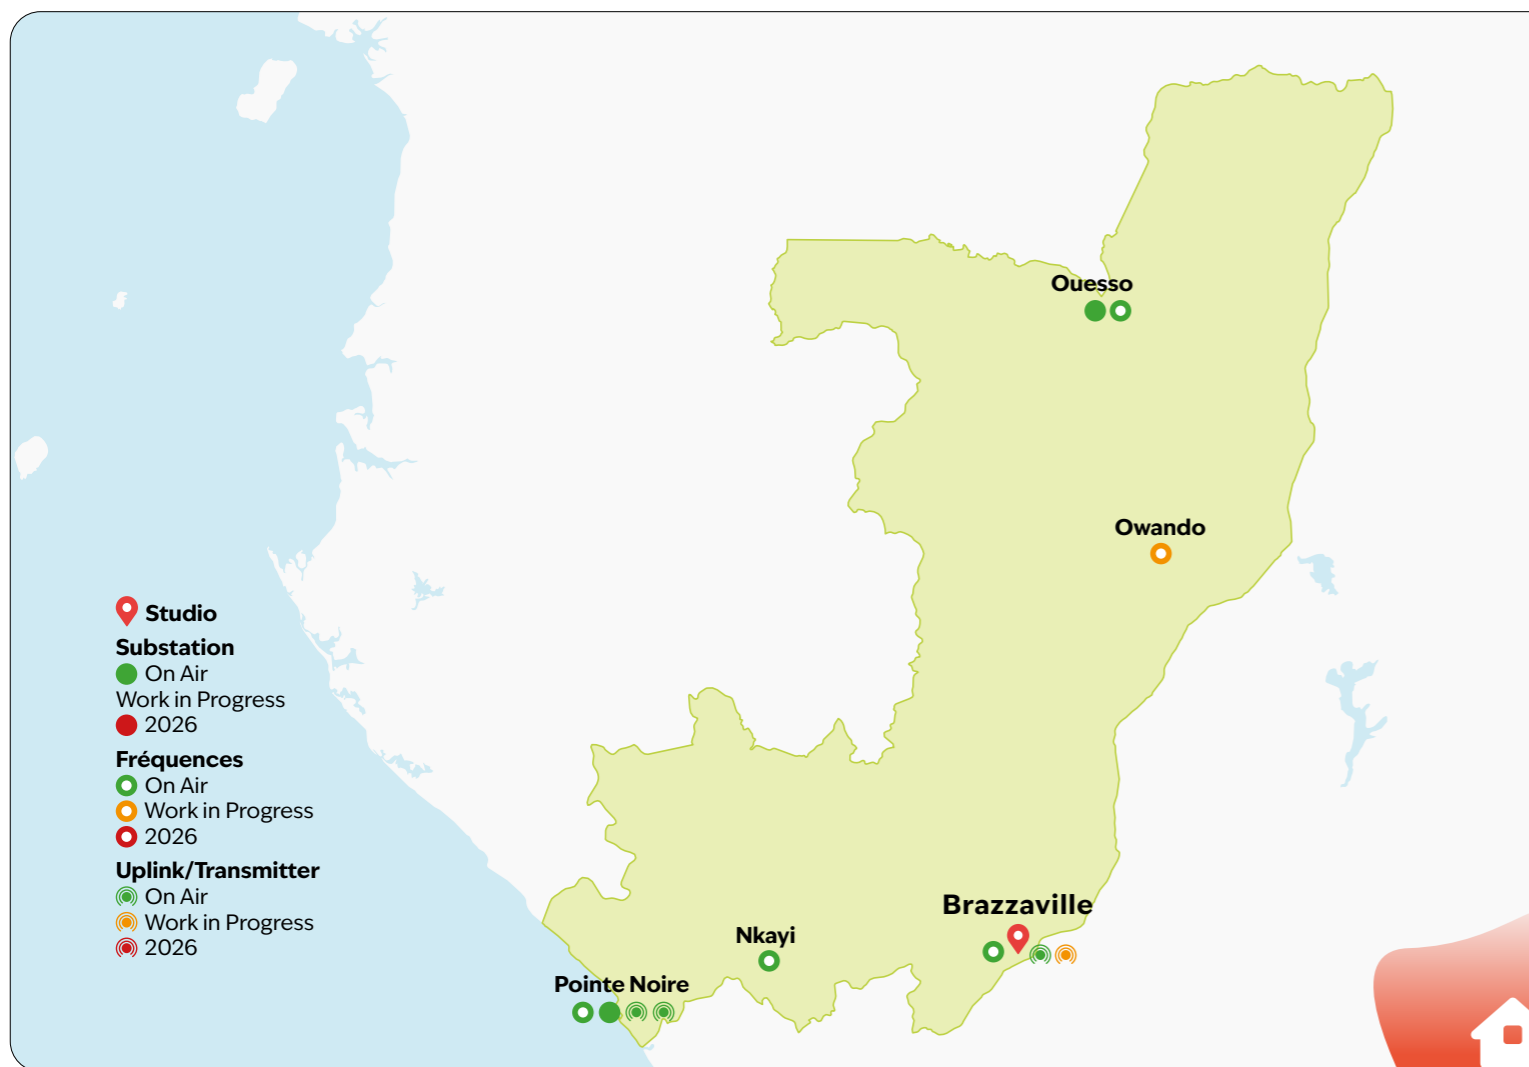 Ouesso
Owando
Studio
Substation
On Air
Work in Progress
2026
Fréquences
On Air
Work in Progress
2026
Uplink/Transmitter
On Air
Work in Progress
2026
Brazzaville
Nkayi
Pointe Noire